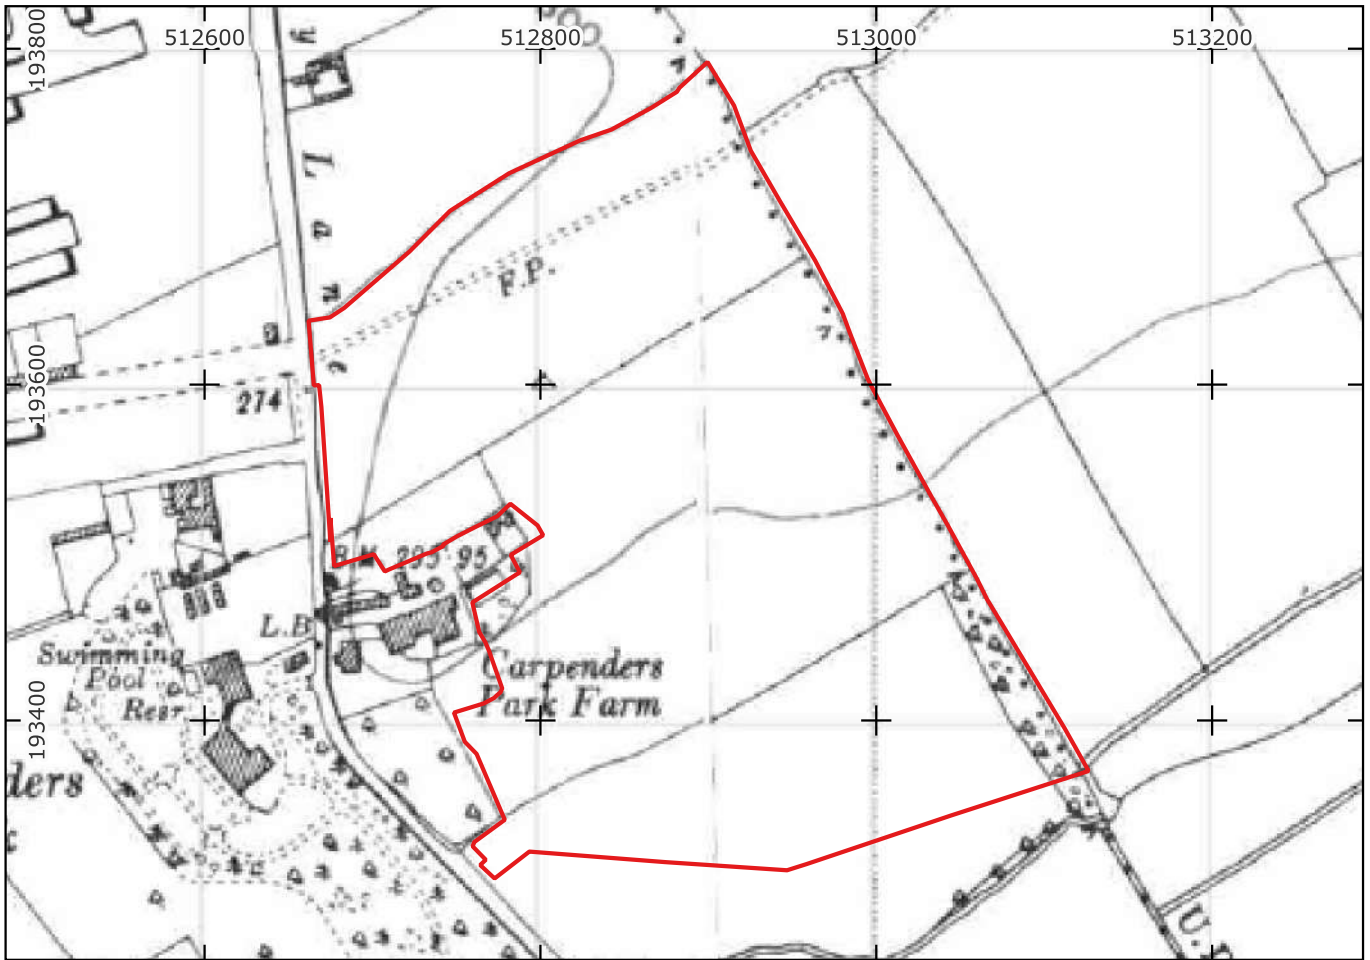 512600
512800
513000
513200
193800
y
L
a
n
e
F.P.
193600
274
B.M. 295·95
L.B
Swimming
Pool
Resr
Carpenders
Park Farm
193400
ders
U.D